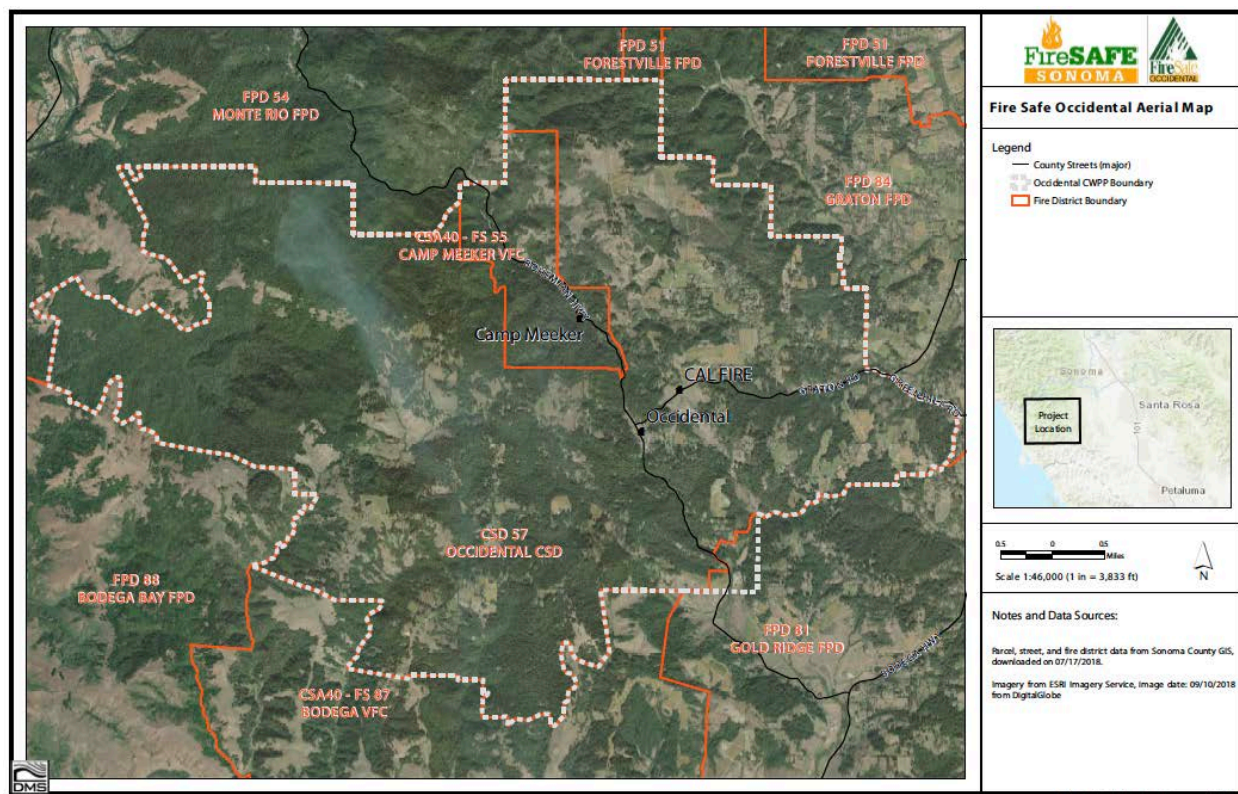 FPD 51
FORESTVILLE FPD
FPD 51
FORESTVILLE FPD
FPD 54
MONTE RIO FPD
FPD 84
GRATON FPD
CSA40 - FS 55
CAMP MEEKER VFC
Camp Meeker
CAL FIRE
GRATON RD
Occidental
CSD 57
OCCIDENTAL CSD
FPD 88
BODEGA BAY FPD
FPD 81
GOLD RIDGE FPD
CSA40 - FS 87
BODEGA VFC
DMS
FireSAFE
SONOMA
FireSafe
OCCIDENTAL
Fire Safe Occidental Aerial Map
Legend
County Streets (major)
Occidental CWPP Boundary
Fire District Boundary
Sonoma
Santa Rosa
Project
Location
101
Petaluma
0.5 0 0.5
Miles
Scale 1:46,000 (1 in = 3,833 ft)
N
Notes and Data Sources:
Parcel, street, and fire district data from Sonoma County GIS,
downloaded on 07/17/2018.
Imagery from ESRI Imagery Service, image date: 09/10/2018
from DigitalGlobe